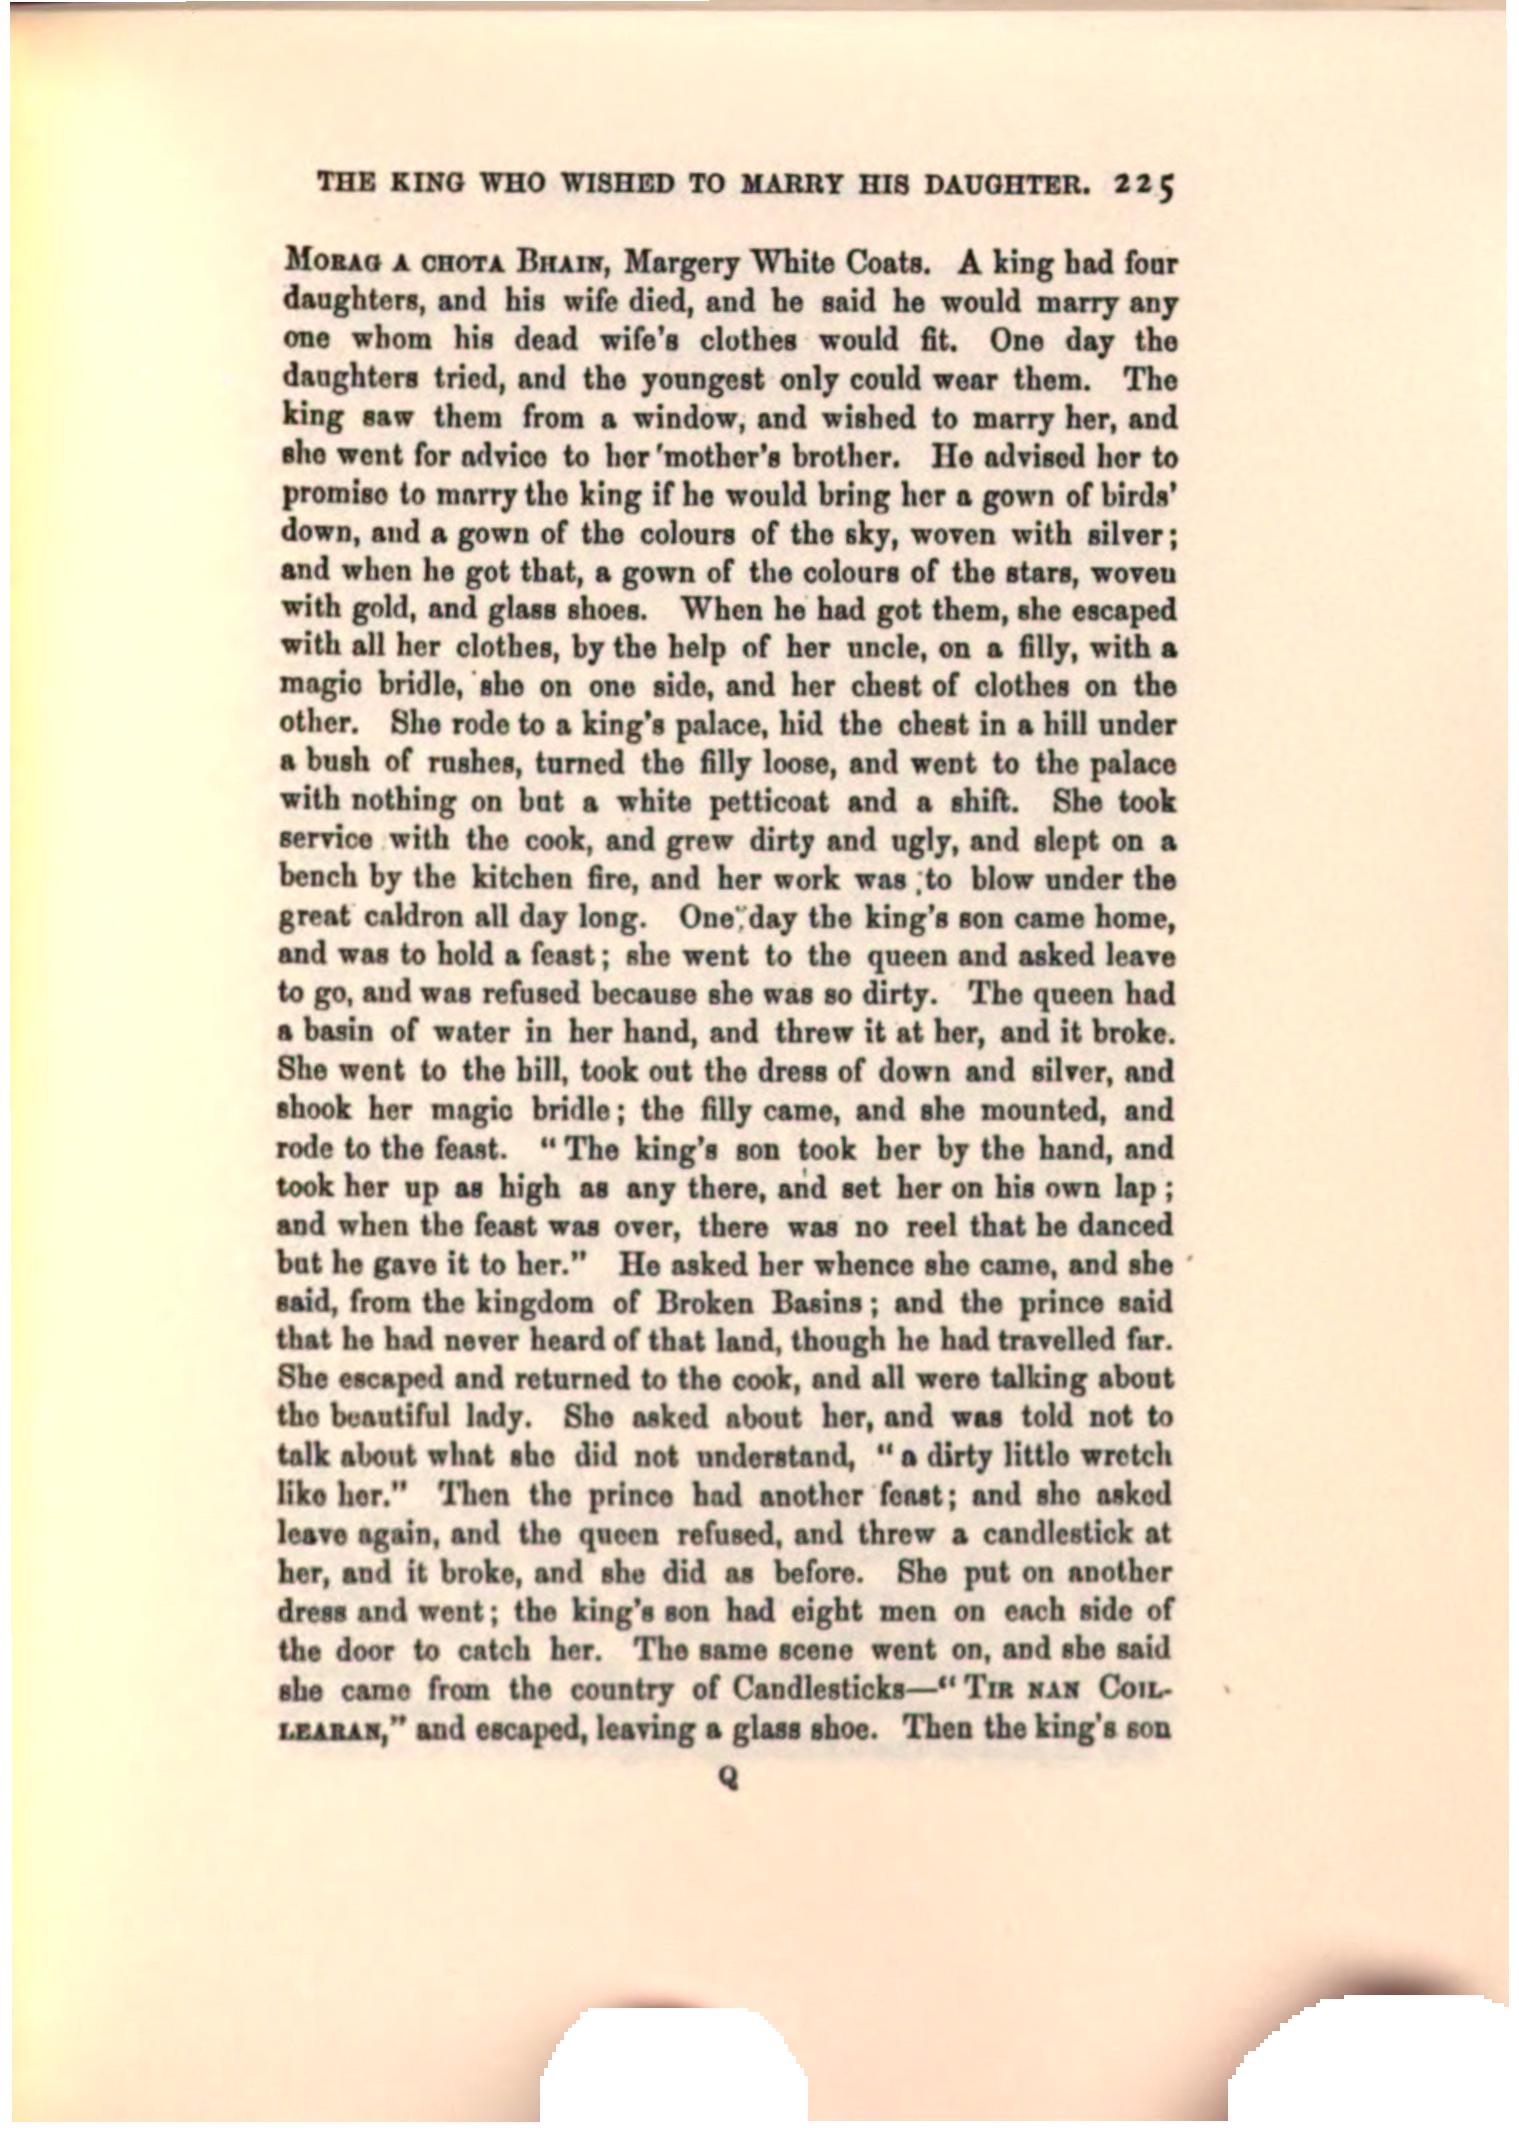 THE KING WHO WISHED TO MARRY HIS DAUGHTER. 225
MORAG A CHOTA BHAIN, Margery White Coats. A king had four
daughters, and his wife died, and he said he would marry any
one whom his dead wife's clothes would fit. One day the
daughters tried, and the youngest only could wear them. The
king saw them from a window, and wished to marry her, and
she went for advice to her mother's brother. He advised her to
promise to marry the king if he would bring her a gown of birds'
down, and a gown of the colours of the sky, woven with silver;
and when he got that, a gown of the colours of the stars, woven
with gold, and glass shoes. When he had got them, she escaped
with all her clothes, by the help of her uncle, on a filly, with a
magic bridle, she on one side, and her chest of clothes on the
other. She rode to a king's palace, hid the chest in a hill under
a bush of rushes, turned the filly loose, and went to the palace
with nothing on but a white petticoat and a shift. She took
service with the cook, and grew dirty and ugly, and slept on a
bench by the kitchen fire, and her work was to blow under the
great caldron all day long. One day the king's son came home,
and was to hold a feast; she went to the queen and asked leave
to go, and was refused because she was so dirty. The queen had
a basin of water in her hand, and threw it at her, and it broke.
She went to the hill, took out the dress of down and silver, and
shook her magic bridle; the filly came, and she mounted, and
rode to the feast. "The king's son took her by the hand, and
took her up as high as any there, and set her on his own lap;
and when the feast was over, there was no reel that he danced
but he gave it to her." He asked her whence she came, and she
said, from the kingdom of Broken Basins; and the prince said
that he had never heard of that land, though he had travelled far.
She escaped and returned to the cook, and all were talking about
the beautiful lady. She asked about her, and was told not to
talk about what she did not understand, "a dirty little wretch
like her." Then the prince had another feast; and she asked
leave again, and the queen refused, and threw a candlestick at
her, and it broke, and she did as before. She put on another
dress and went; the king's son had eight men on each side of
the door to catch her. The same scene went on, and she said
she came from the country of Candlesticks—"TIR NAN COIL-
LEARAN," and escaped, leaving a glass shoe. Then the king's son
Q